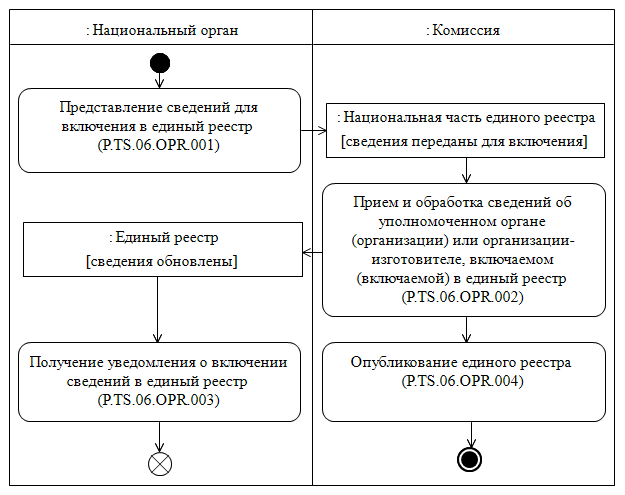 : Национальный орган
: Комиссия
Представление сведений для
включения в единый реестр
(P.TS.06.OPR.001)
: Национальная часть единого реестра
[сведения переданы для включения]
Прием и обработка сведений об
уполномоченном органе
(организации) или организации-
изготовителе, включаемом
(включаемой) в единый реестр
(P.TS.06.OPR.002)
: Единый реестр
[сведения обновлены]
Получение уведомления о включении
сведений в единый реестр
(P.TS.06.OPR.003)
Опубликование единого реестра
(P.TS.06.OPR.004)